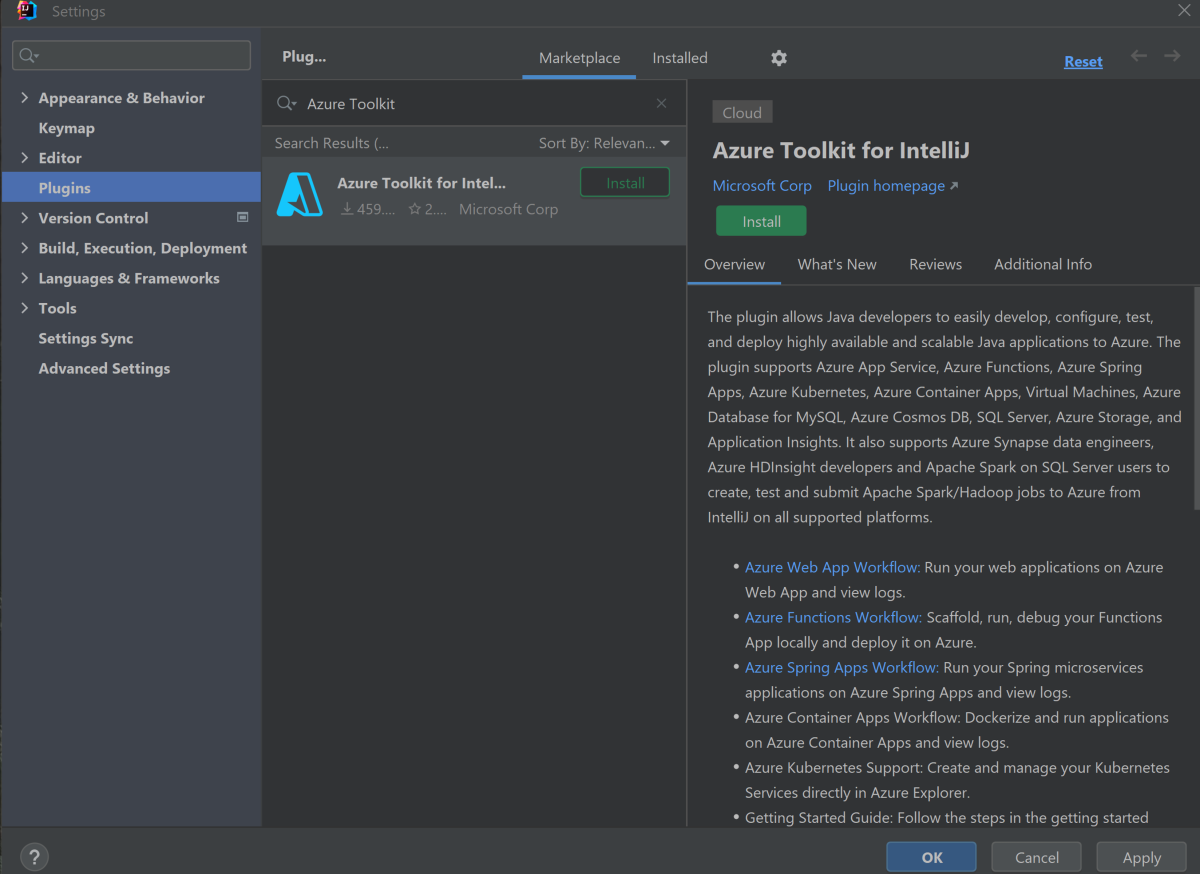 Settings
Appearance & Behavior
Keymap
Editor
Plugins
Version Control
Build, Execution, Deployment
Languages & Frameworks
Tools
Settings Sync
Advanced Settings
Plug...
Marketplace
Installed
Reset
Azure Toolkit
Search Results (...
Sort By: Relevan...
Azure Toolkit for Intel...
Install
459.... 2.... Microsoft Corp
Cloud
Azure Toolkit for IntelliJ
Microsoft Corp Plugin homepage
Install
Overview What's New Reviews Additional Info
The plugin allows Java developers to easily develop, configure, test,
and deploy highly available and scalable Java applications to Azure. The
plugin supports Azure App Service, Azure Functions, Azure Spring
Apps, Azure Kubernetes, Azure Container Apps, Virtual Machines, Azure
Database for MySQL, Azure Cosmos DB, SQL Server, Azure Storage, and
Application Insights. It also supports Azure Synapse data engineers,
Azure HDInsight developers and Apache Spark on SQL Server users to
create, test and submit Apache Spark/Hadoop jobs to Azure from
IntelliJ on all supported platforms.
• Azure Web App Workflow: Run your web applications on Azure
Web App and view logs.
• Azure Functions Workflow: Scaffold, run, debug your Functions
App locally and deploy it on Azure.
• Azure Spring Apps Workflow: Run your Spring microservices
applications on Azure Spring Apps and view logs.
• Azure Container Apps Workflow: Dockerize and run applications
on Azure Container Apps and view logs.
• Azure Kubernetes Support: Create and manage your Kubernetes
Services directly in Azure Explorer.
• Getting Started Guide: Follow the steps in the getting started
?
OK
Cancel
Apply